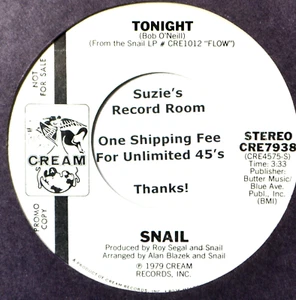 TONIGHT
(Bob O'Neill)
(From the Snail LP # CRE1012 "FLOW")
NOT FOR SALE
Suzie's
Record Room
One Shipping Fee
For Unlimited 45's
Thanks!
CREAM
STEREO
CRE7938
(CRE4575-S)
Time: 3:33
Publisher:
Butter Music/
Blue Ave.
Publ., Inc.
(BMI)
PROMO COPY
SNAIL
Produced by Roy Segal and Snail
Arranged by Alan Blazek and Snail
℗ 1979 CREAM
RECORDS, INC.